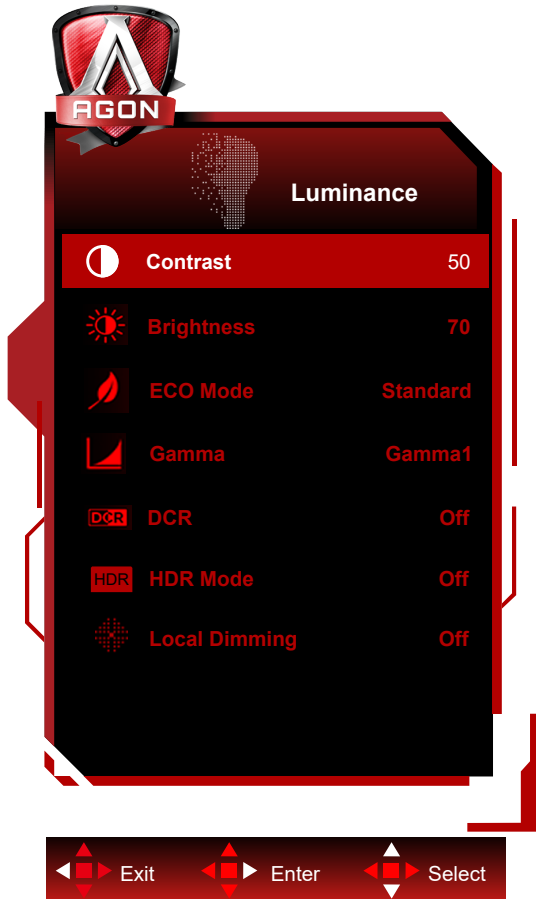 AGON
Luminance
Contrast 50
Brightness 70
ECO Mode Standard
Gamma Gamma1
DCR DCR Off
HDR HDR Mode Off
Local Dimming Off
Exit Enter Select